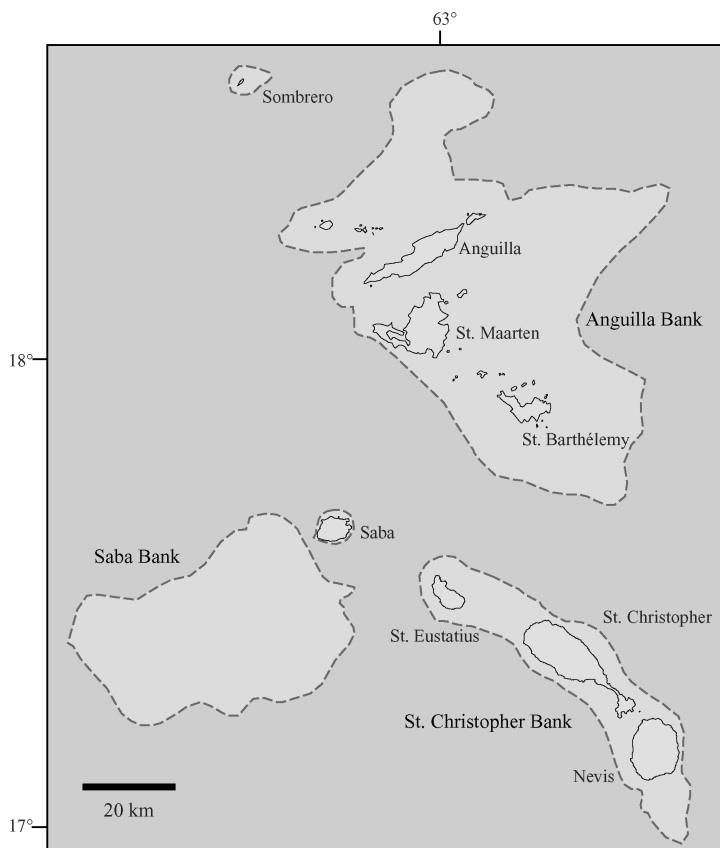 63°
Sombrero
Anguilla
Anguilla Bank
St. Maarten
18°
St. Barthélemy
Saba
Saba Bank
St. Christopher
St. Eustatius
St. Christopher Bank
Nevis
20 km
17°